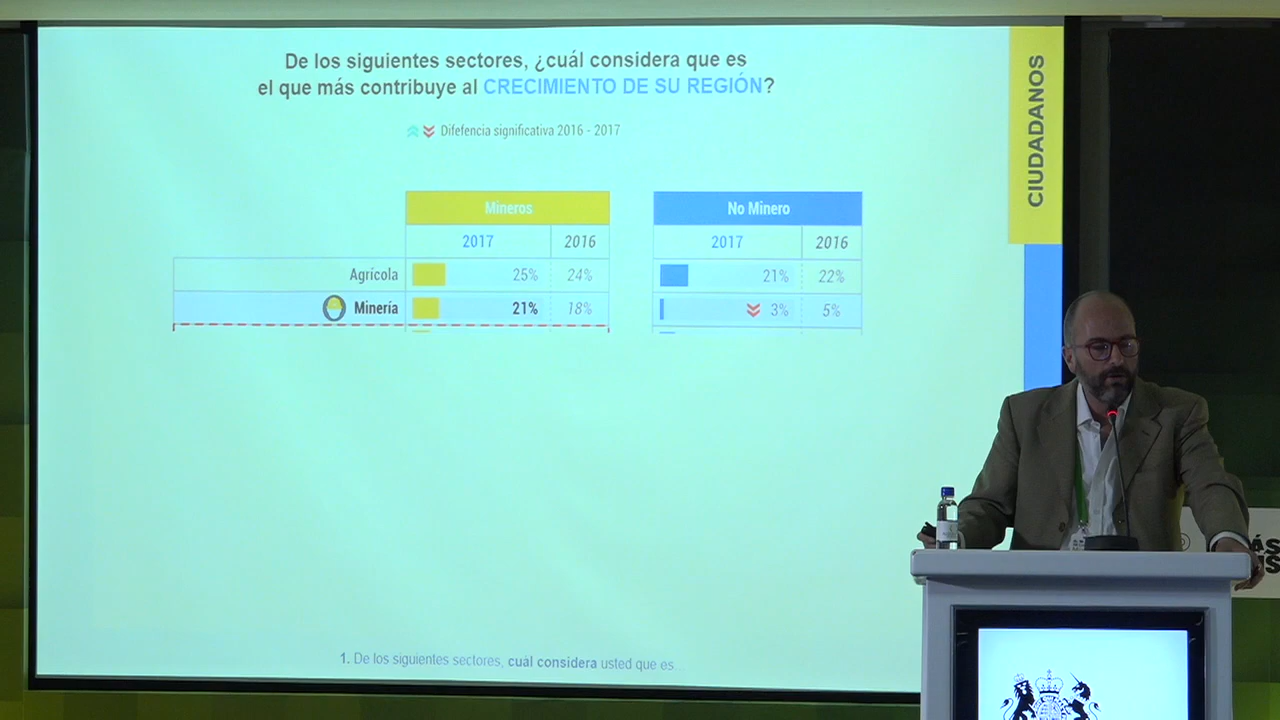 De los siguientes sectores, ¿cuál considera que es
el que más contribuye al CRECIMIENTO DE SU REGIÓN?
Difefencia significativa 2016 - 2017
CIUDADANOS
Mineros
No Minero
2017 2016
2017 2016
Agrícola 25% 24% 21% 22%
Minería 21% 18% 3% 5%
1. De los siguientes sectores, cuál considera usted que es...